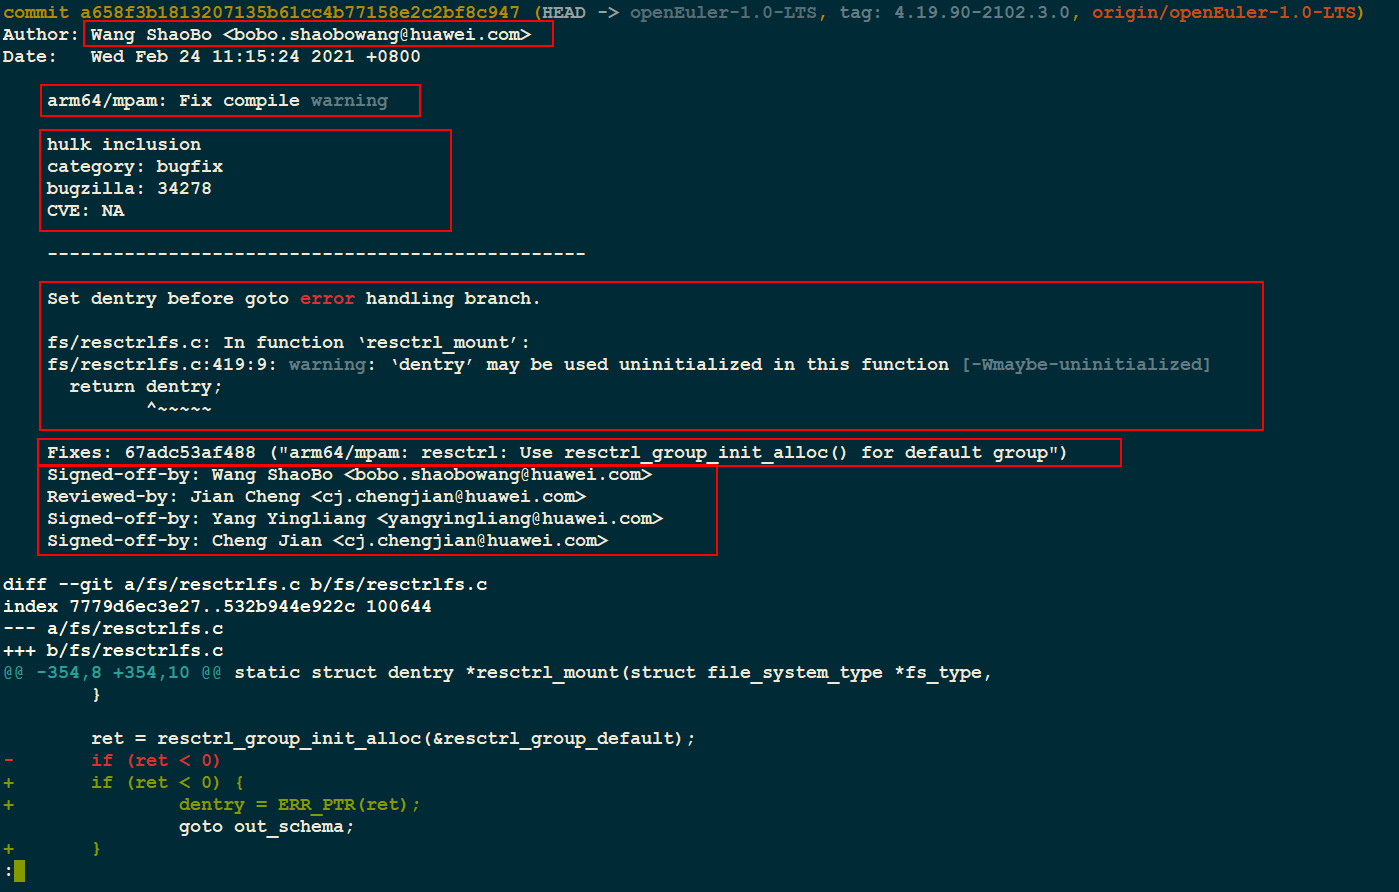 commit a658f3b1813207135b61cc4b77158e2c2bf8c947 (HEAD -> openEuler-1.0-LTS, tag: 4.19.90-2102.3.0, origin/openEuler-1.0-LTS)
Author: Wang ShaoBo <bobo.shaobowang@huawei.com>
Date:   Wed Feb 24 11:15:24 2021 +0800

    arm64/mpam: Fix compile warning

    hulk inclusion
    category: bugfix
    bugzilla: 34278
    CVE: NA

    -------------------------------------------------

    Set dentry before goto error handling branch.

    fs/resctrlfs.c: In function ‘resctrl_mount’:
    fs/resctrlfs.c:419:9: warning: ‘dentry’ may be used uninitialized in this function [-Wmaybe-uninitialized]
      return dentry;
             ^~~~~~

    Fixes: 67adc53af488 ("arm64/mpam: resctrl: Use resctrl_group_init_alloc() for default group")
    Signed-off-by: Wang ShaoBo <bobo.shaobowang@huawei.com>
    Reviewed-by: Jian Cheng <cj.chengjian@huawei.com>
    Signed-off-by: Yang Yingliang <yangyingliang@huawei.com>
    Signed-off-by: Cheng Jian <cj.chengjian@huawei.com>

diff --git a/fs/resctrlfs.c b/fs/resctrlfs.c
index 7779d6ec3e27..532b944e922c 100644
--- a/fs/resctrlfs.c
+++ b/fs/resctrlfs.c
@@ -354,8 +354,10 @@ static struct dentry *resctrl_mount(struct file_system_type *fs_type,
        }

        ret = resctrl_group_init_alloc(&resctrl_group_default);
-       if (ret < 0)
+       if (ret < 0) {
+               dentry = ERR_PTR(ret);
                goto out_schema;
+       }
: